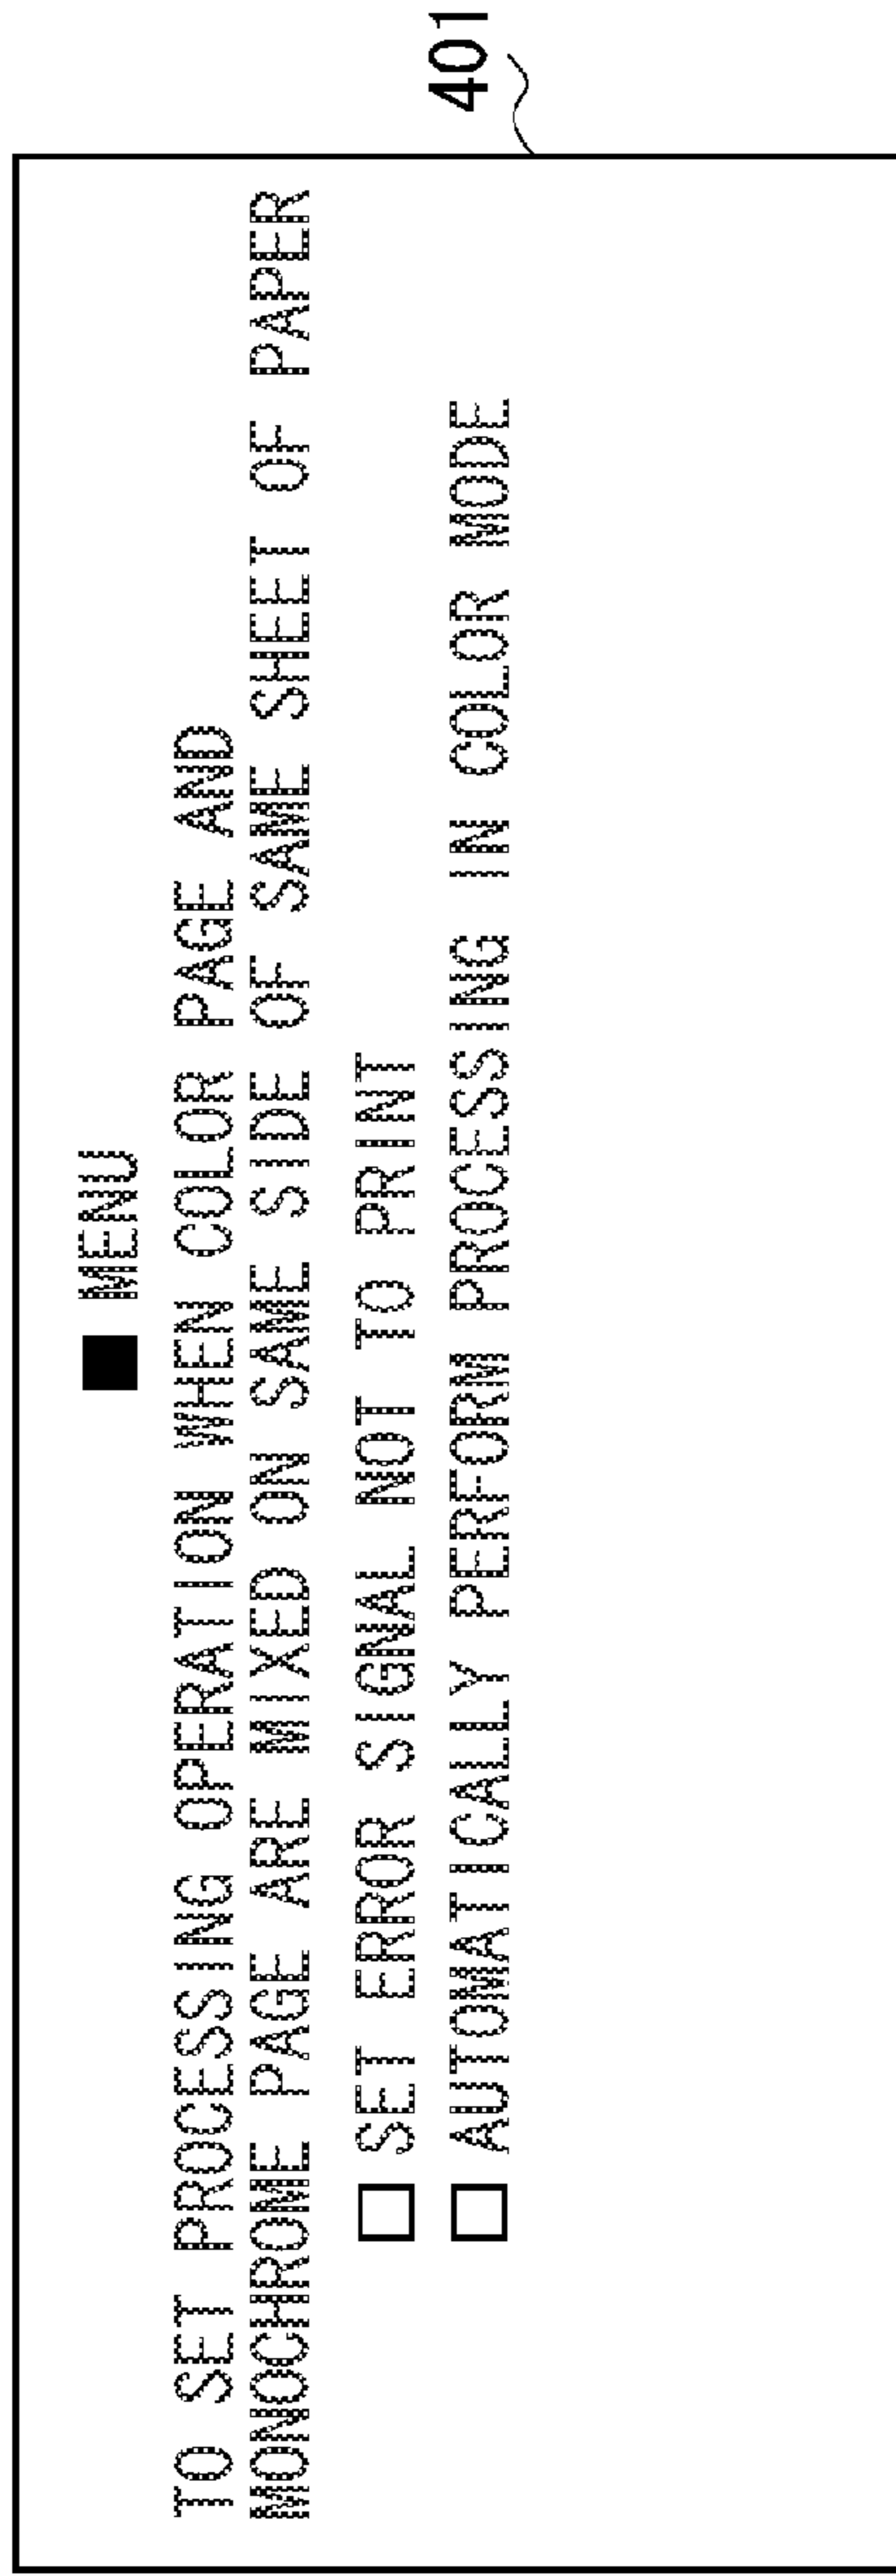 401
■ MENU
TO SET PROCESSING OPERATION WHEN COLOR PAGE AND
MONOCHROME PAGE ARE MIXED ON SAME SIDE OF SAME SHEET OF PAPER
□ SET ERROR SIGNAL NOT TO PRINT
□ AUTOMATICALLY PERFORM PROCESSING IN COLOR MODE